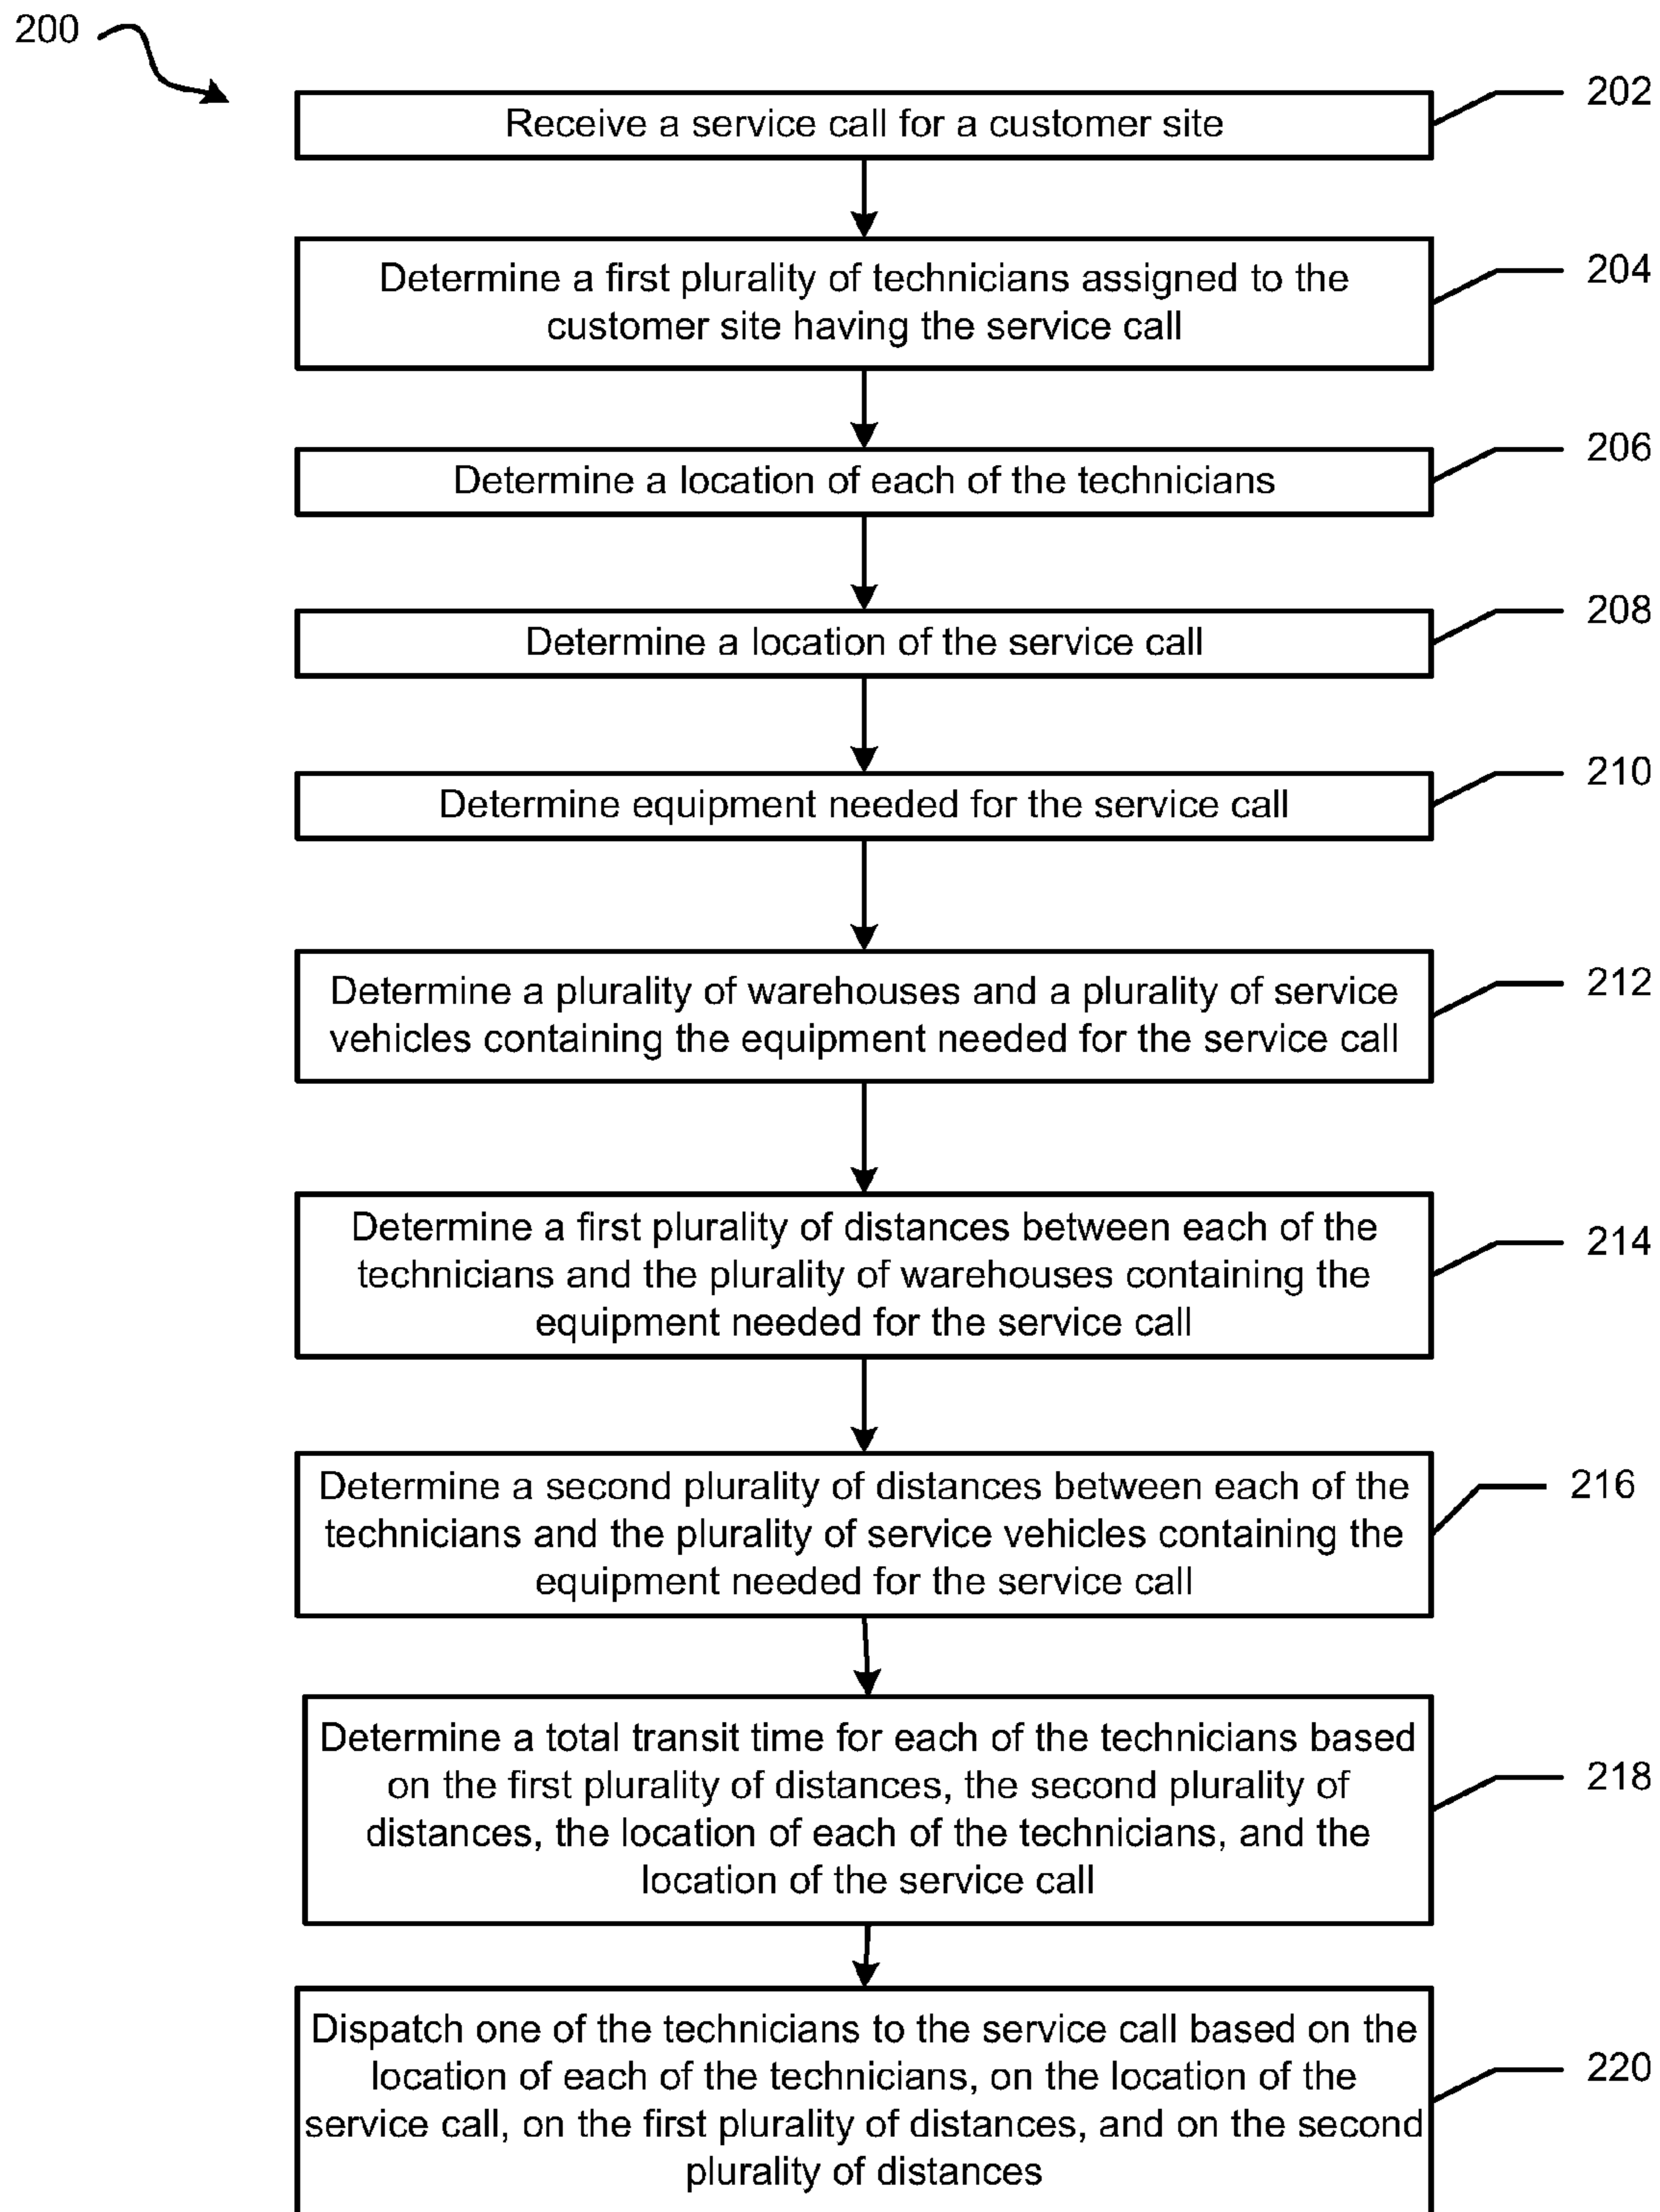 200
202
Receive a service call for a customer site
204
Determine a first plurality of technicians assigned to the
customer site having the service call
206
Determine a location of each of the technicians
208
Determine a location of the service call
210
Determine equipment needed for the service call
212
Determine a plurality of warehouses and a plurality of service
vehicles containing the equipment needed for the service call
214
Determine a first plurality of distances between each of the
technicians and the plurality of warehouses containing the
equipment needed for the service call
216
Determine a second plurality of distances between each of the
technicians and the plurality of service vehicles containing the
equipment needed for the service call
218
Determine a total transit time for each of the technicians based
on the first plurality of distances, the second plurality of
distances, the location of each of the technicians, and the
location of the service call
220
Dispatch one of the technicians to the service call based on the
location of each of the technicians, on the location of the
service call, on the first plurality of distances, and on the second
plurality of distances